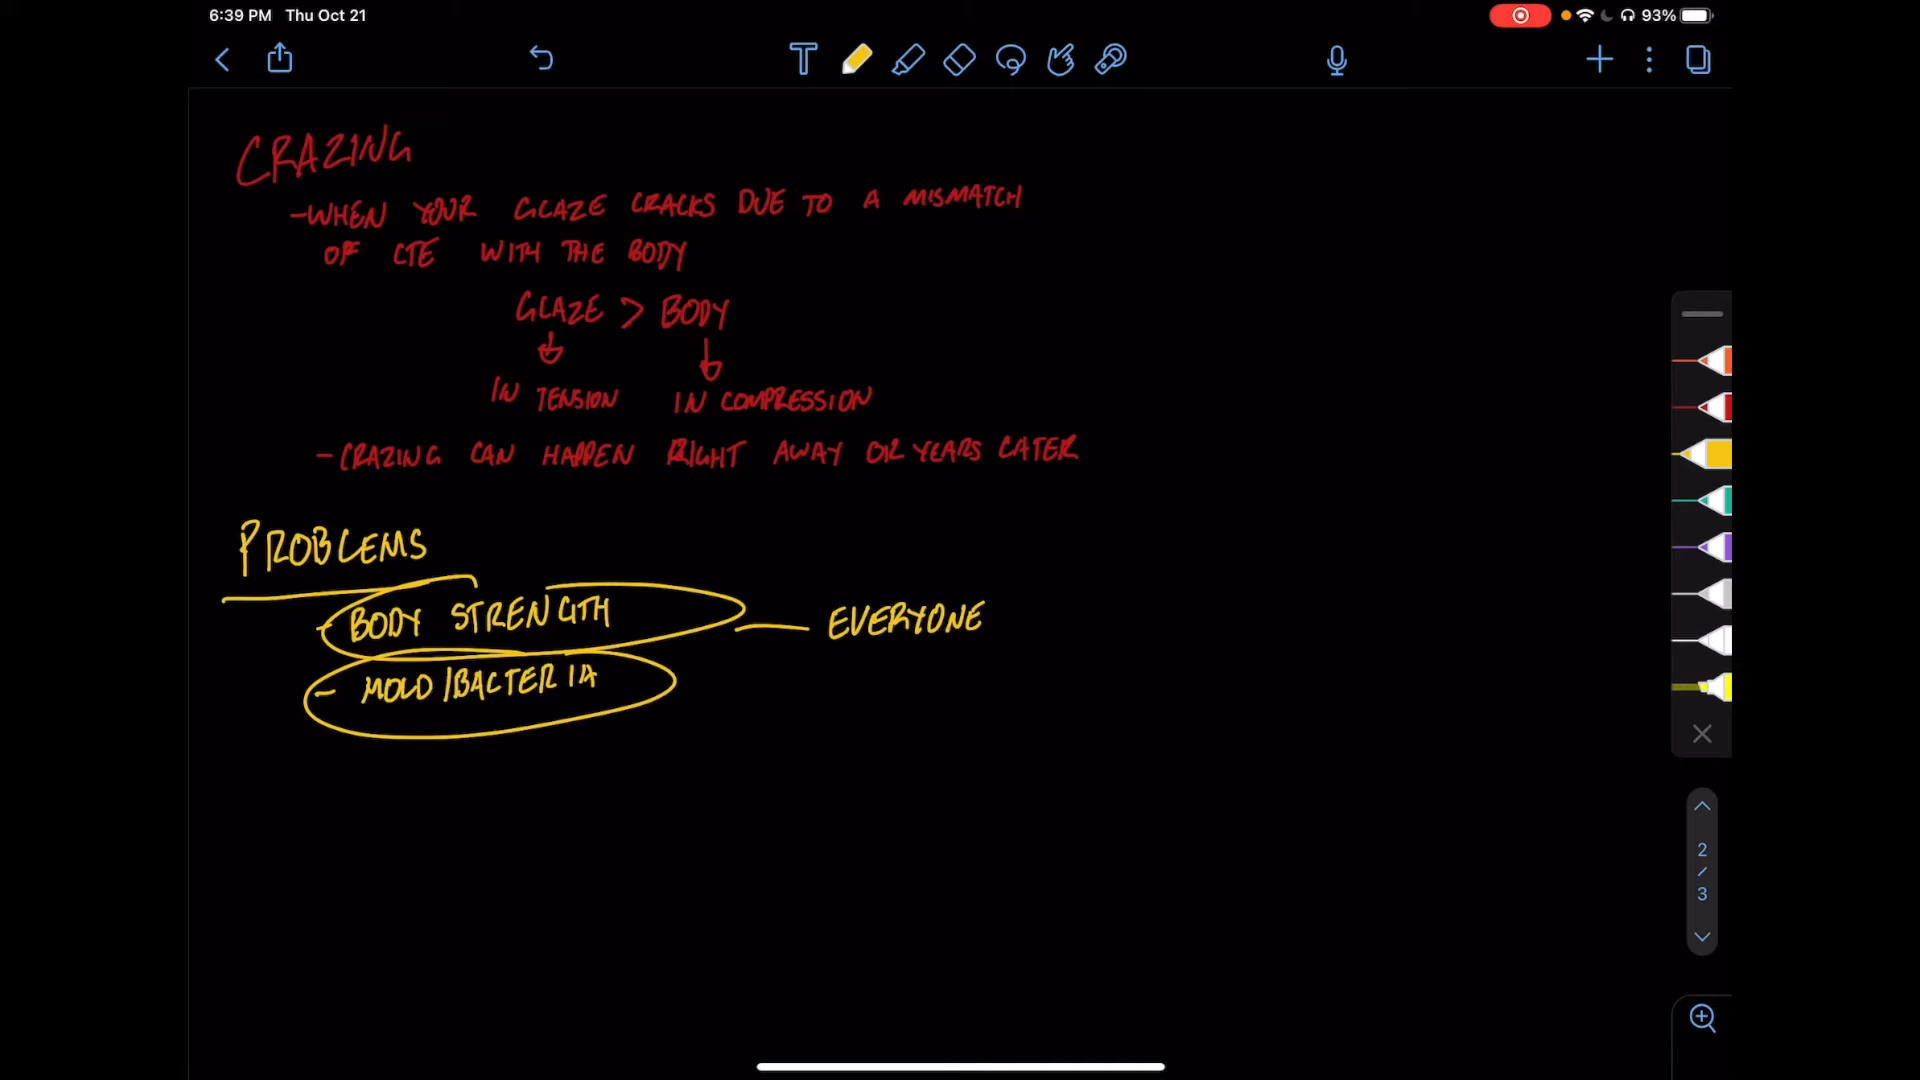 6:39 PM Thu Oct 21
93%
CRAZING
- WHEN YOUR GLAZE CRACKS DUE TO A MISMATCH
OF CTE WITH THE BODY
GLAZE > BODY
IN TENSION IN COMPRESSION
- CRAZING CAN HAPPEN RIGHT AWAY OR YEARS LATER
PROBLEMS
- BODY STRENGTH — EVERYONE
- MOLD/BACTERIA
2
/
3